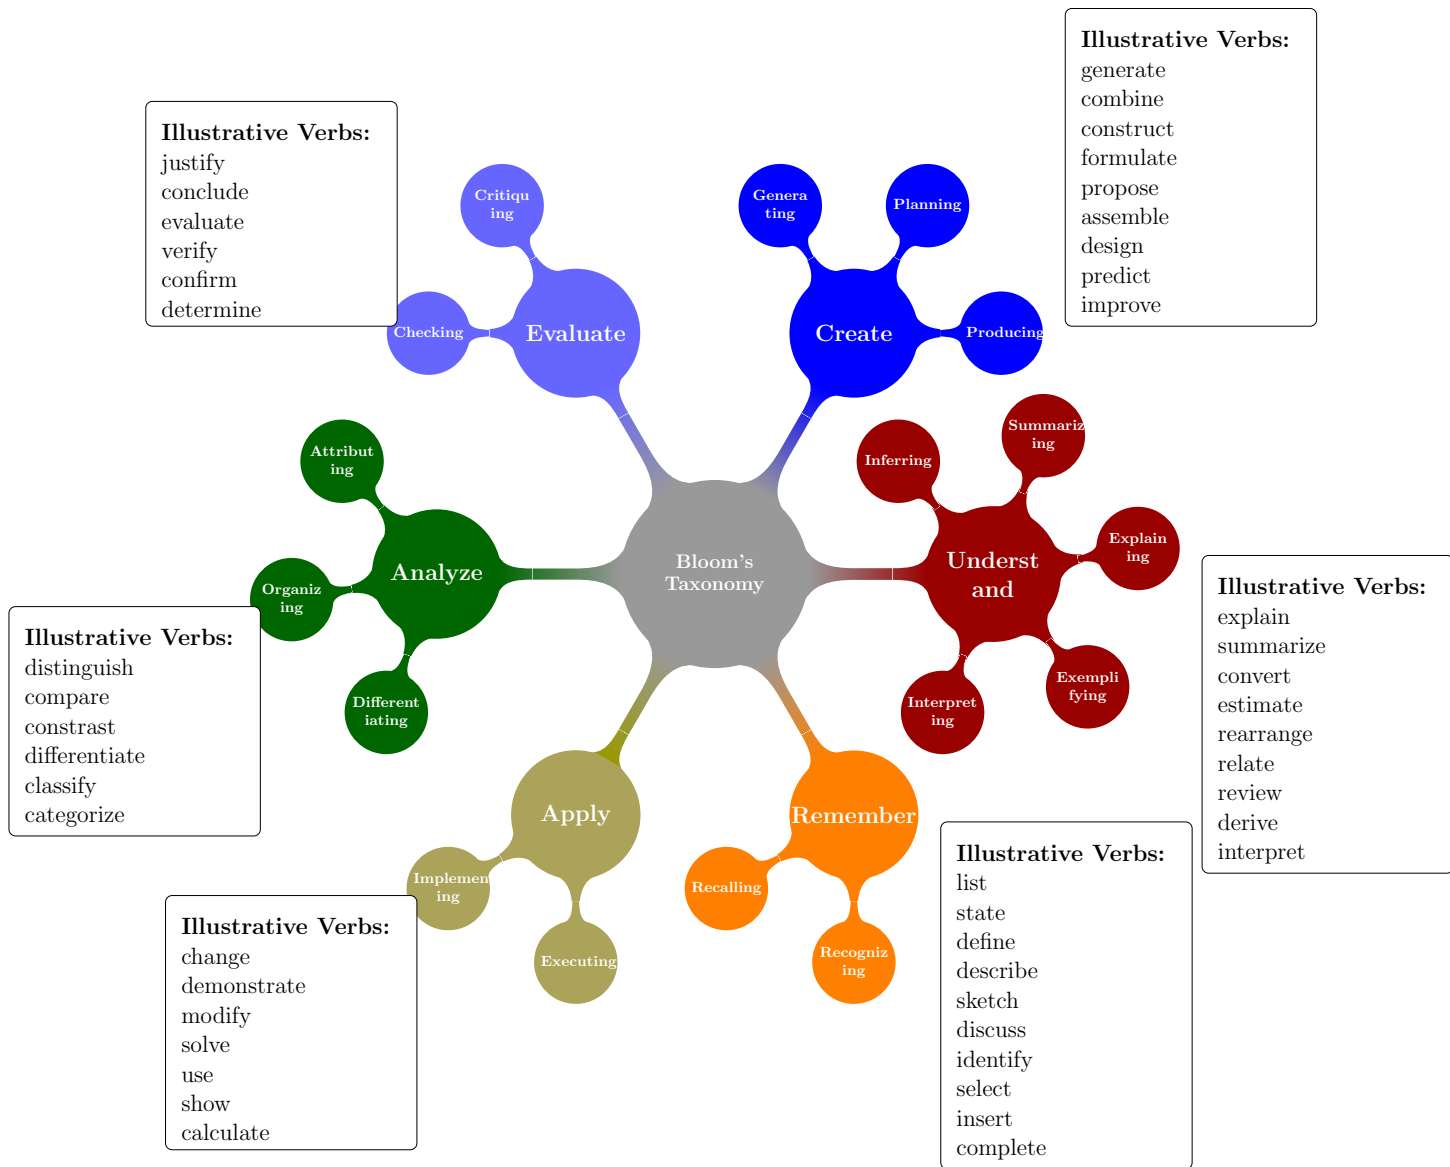 Illustrative Verbs:
generate
combine
construct
formulate
propose
assemble
design
predict
improve
Illustrative Verbs:
justify
conclude
evaluate
verify
confirm
determine
Critiqu
ing
Checking
Evaluate
Genera
ting
Planning
Producing
Create
Attribut
ing
Organiz
ing
Different
iating
Analyze
Bloom's
Taxonomy
Inferring
Summariz
ing
Explain
ing
Exempli
fying
Interpret
ing
Underst
and
Illustrative Verbs:
explain
summarize
convert
estimate
rearrange
relate
review
derive
interpret
Illustrative Verbs:
distinguish
compare
constrast
differentiate
classify
categorize
Apply
Implemen
ing
Executing
Remember
Recalling
Recogniz
ing
Illustrative Verbs:
change
demonstrate
modify
solve
use
show
calculate
Illustrative Verbs:
list
state
define
describe
sketch
discuss
identify
select
insert
complete